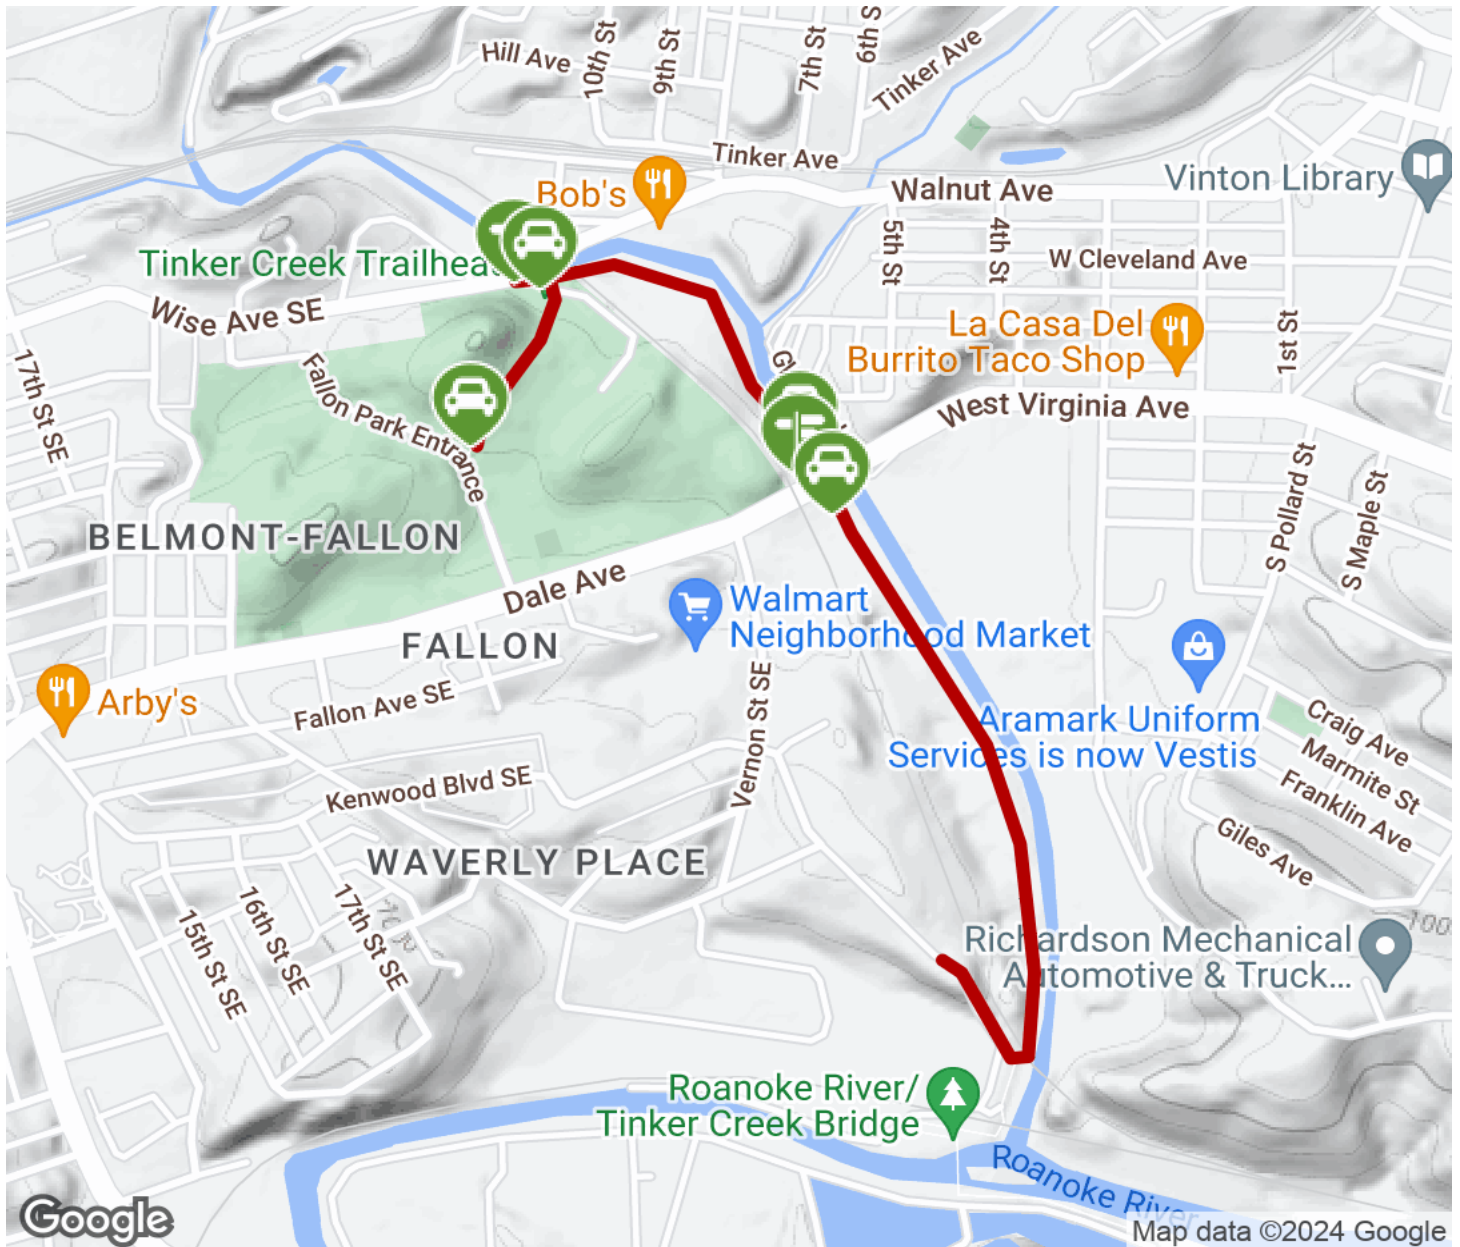 Hill Ave
10th St
9th St
7th St
6th S
Tinker Ave
Tinker Ave
Bob's
Walnut Ave
Vinton Library
Tinker Creek Trailhea
5th St
4th St
W Cleveland Ave
Wise Ave SE
La Casa Del
Burrito Taco Shop
1st St
17th St SE
Fallon Park Entrance
West Virginia Ave
S Pollard St
S Maple St
BELMONT-FALLON
Dale Ave
Walmart
Neighborhood Market
FALLON
Arby's
Fallon Ave SE
Vernon St SE
Aramark Uniform
Services is now Vestis
Craig Ave
Marmite St
Franklin Ave
Giles Ave
Kenwood Blvd SE
WAVERLY PLACE
15th St SE
16th St SE
17th St SE
Richardson Mechanical
Automotive & Truck...
100
Roanoke River/
Tinker Creek Bridge
Roanoke River
Google
Map data ©2024 Google